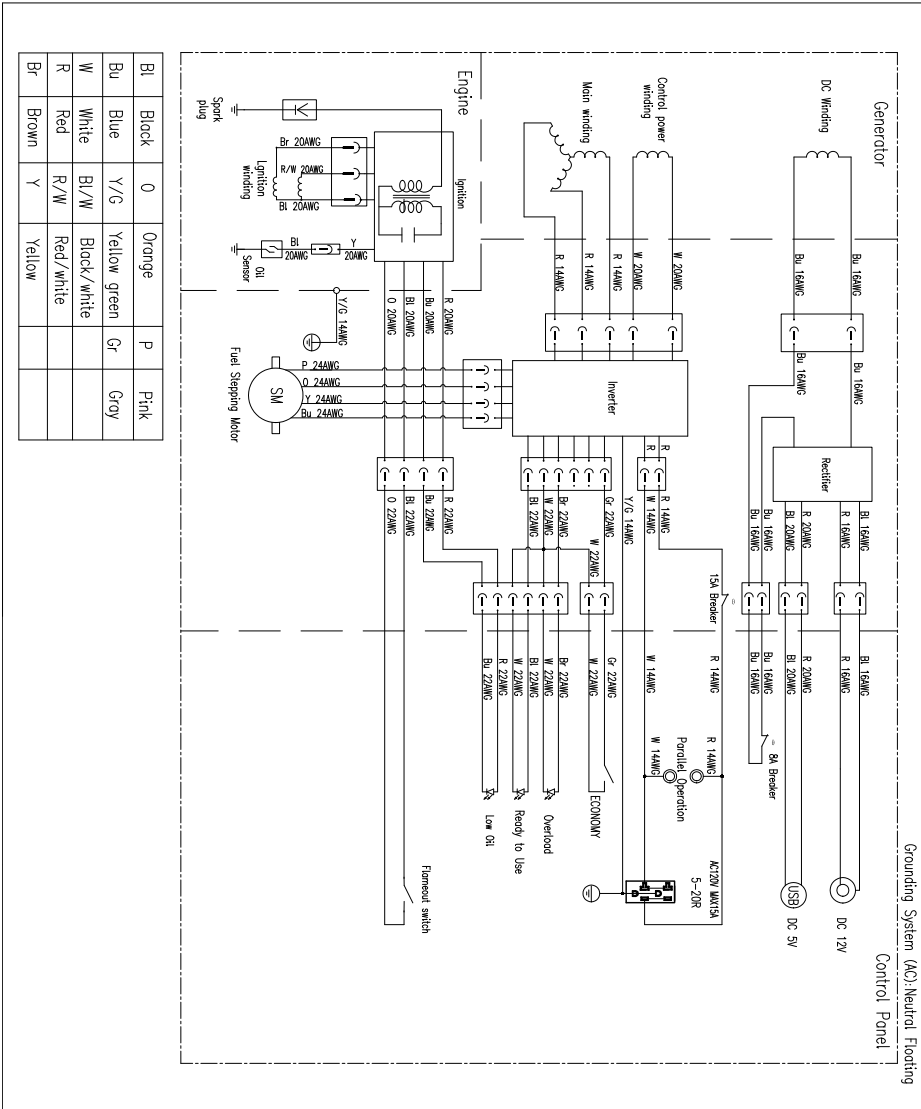 Grounding System (AC):Neutral Floating
Generator
Control Panel
DC Winding
Bu 16AWG
Bu 16AWG
Bu 16AWG
Bu 16AWG
Rectifier
Bl 16AWG
R 16AWG
R 20AWG
Bl 20AWG
Bu 16AWG
Bu 16AWG
Bl 16AWG
R 16AWG
R 20AWG
Bl 20AWG
Bu 16AWG
Bu 16AWG
DC 12V
USB
DC 5V
8A Breaker
Control power
winding
Main winding
W 20AWG
W 20AWG
R 14AWG
R 14AWG
R 14AWG
Inverter
R
R
R 14AWG
W 14AWG
15A Breaker
R 14AWG
W 14AWG
R 14AWG
Parallel Operation
W 14AWG
AC120V MAX15A
5-20R
Y/G 14AWG
Gr 22AWG
W 22AWG
Br 22AWG
W 22AWG
Bl 22AWG
Gr 22AWG
W 22AWG
ECONOMY
Br 22AWG
W 22AWG
Bl 22AWG
W 22AWG
R 22AWG
Bu 22AWG
Overload
Ready to Use
Low Oil
Engine
Ignition
Spark
plug
Br 20AWG
R/W 20AWG
Bl 20AWG
Lgnition
winding
Y
20AWG
Bl
20AWG
Oil
Sensor
R 20AWG
Bu 20AWG
Bl 20AWG
O 20AWG
Y/G 14AWG
P 24AWG
O 24AWG
Y 24AWG
Bu 24AWG
SM
Fuel Stepping Motor
R 22AWG
Bu 22AWG
Bl 22AWG
O 22AWG
Flameout switch
Bl Black O Orange P Pink
Bu Blue Y/G Yellow green Gr Gray
W White Bl/W Black/white
R Red R/W Red/white
Br Brown Y Yellow